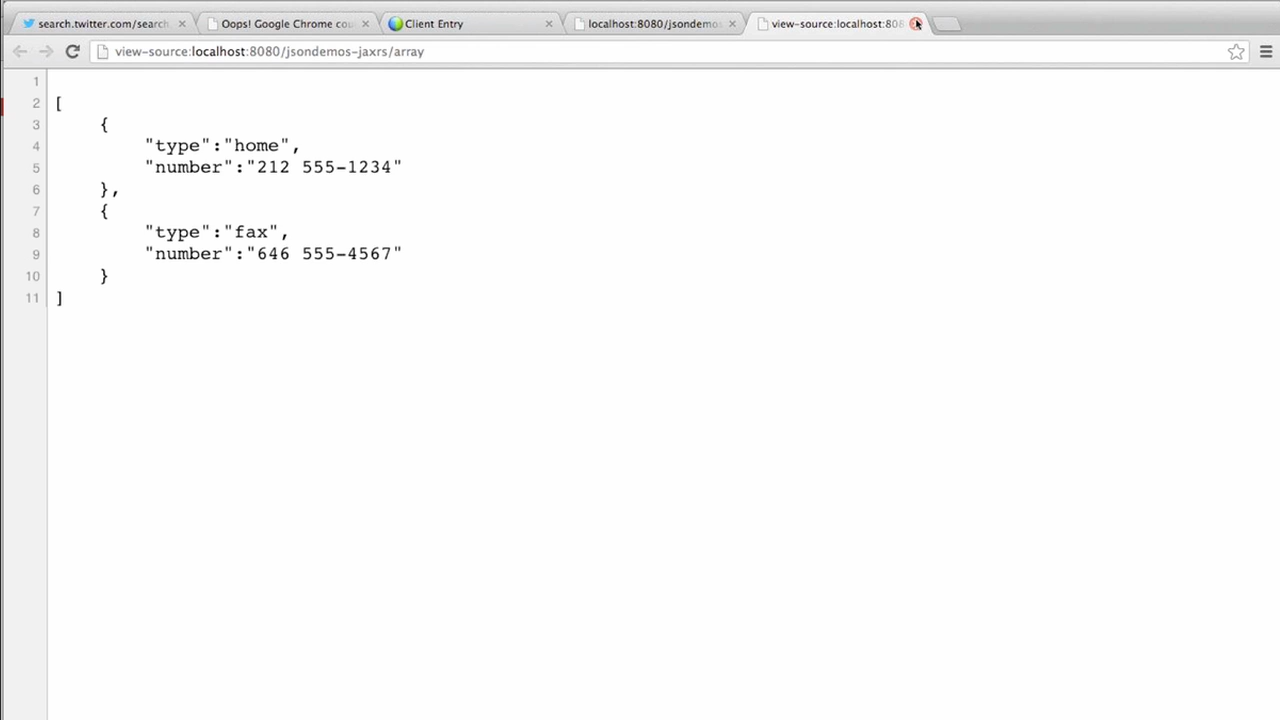 search.twitter.com/search
Oops! Google Chrome cou
Client Entry
localhost:8080/jsondemos
view-source:localhost:808
view-source:localhost:8080/jsondemos-jaxrs/array
1
2 [
3 {
4 "type":"home",
5 "number":"212 555-1234"
6 },
7 {
8 "type":"fax",
9 "number":"646 555-4567"
10 }
11 ]